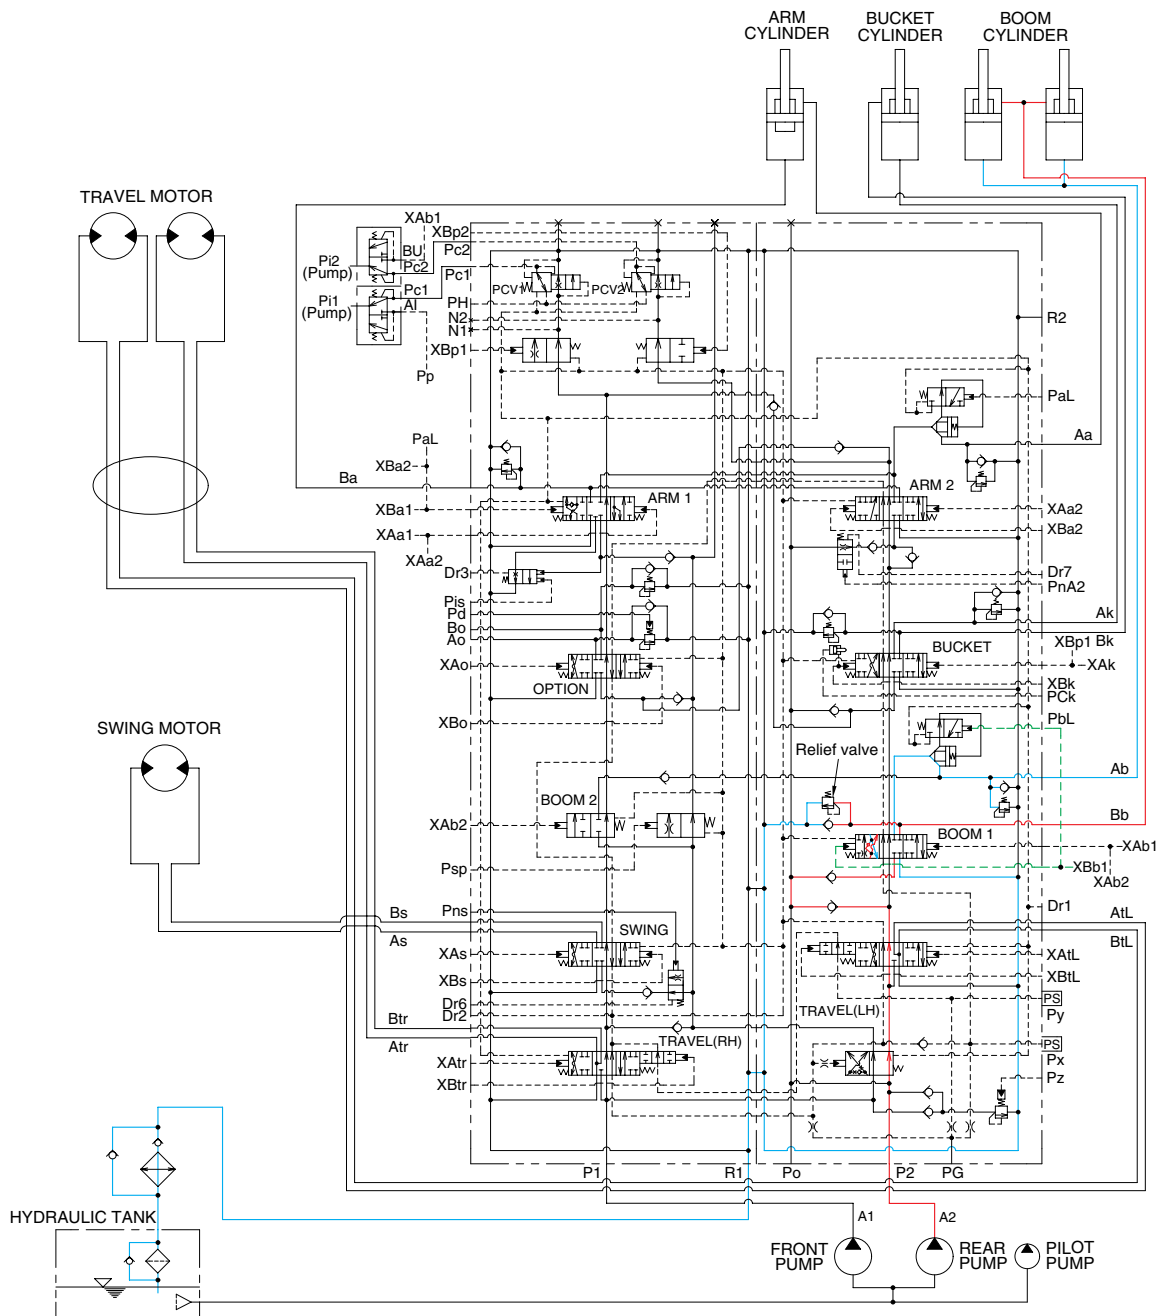 ARM
CYLINDER
BUCKET
CYLINDER
BOOM
CYLINDER
TRAVEL MOTOR
XAb1
XBp2
Pc2
BU
Pc2
Pi2
(Pump)
Pc1
Pc1
Pi1
(Pump)
AI
Pp
PCV1
PCV2
PH
N2
N1
XBp1
R2
PaL
Aa
PaL
XBa2
Ba
XBa1
XAa1
XAa2
ARM 1
ARM 2
XAa2
XBa2
Dr3
Pis
Pd
Bo
Ao
Dr7
PnA2
Ak
XBp1
Bk
XAo
OPTION
XBo
BUCKET
XAk
XBk
PCk
PbL
SWING MOTOR
Relief valve
Ab
BOOM 2
Bb
XAb2
BOOM 1
XAb1
XBb1
XAb2
Psp
Pns
Bs
As
SWING
Dr1
AtL
BtL
XAs
XBs
Dr6
Dr2
XAtL
XBtL
PS
Py
TRAVEL(LH)
Btr
Atr
TRAVEL(RH)
PS
Px
Pz
XAtr
XBtr
P1
R1
Po
P2
PG
HYDRAULIC TANK
A1
A2
FRONT
PUMP
REAR
PUMP
PILOT
PUMP